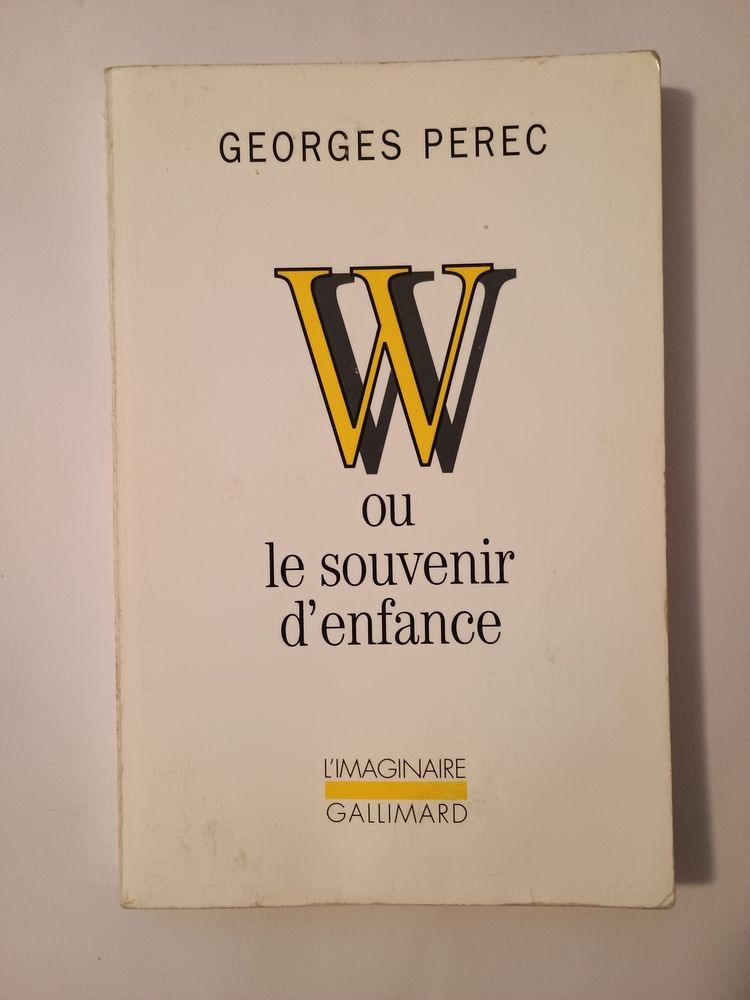 GEORGES PEREC
W
ou
le souvenir
d'enfance
L'IMAGINAIRE
GALLIMARD